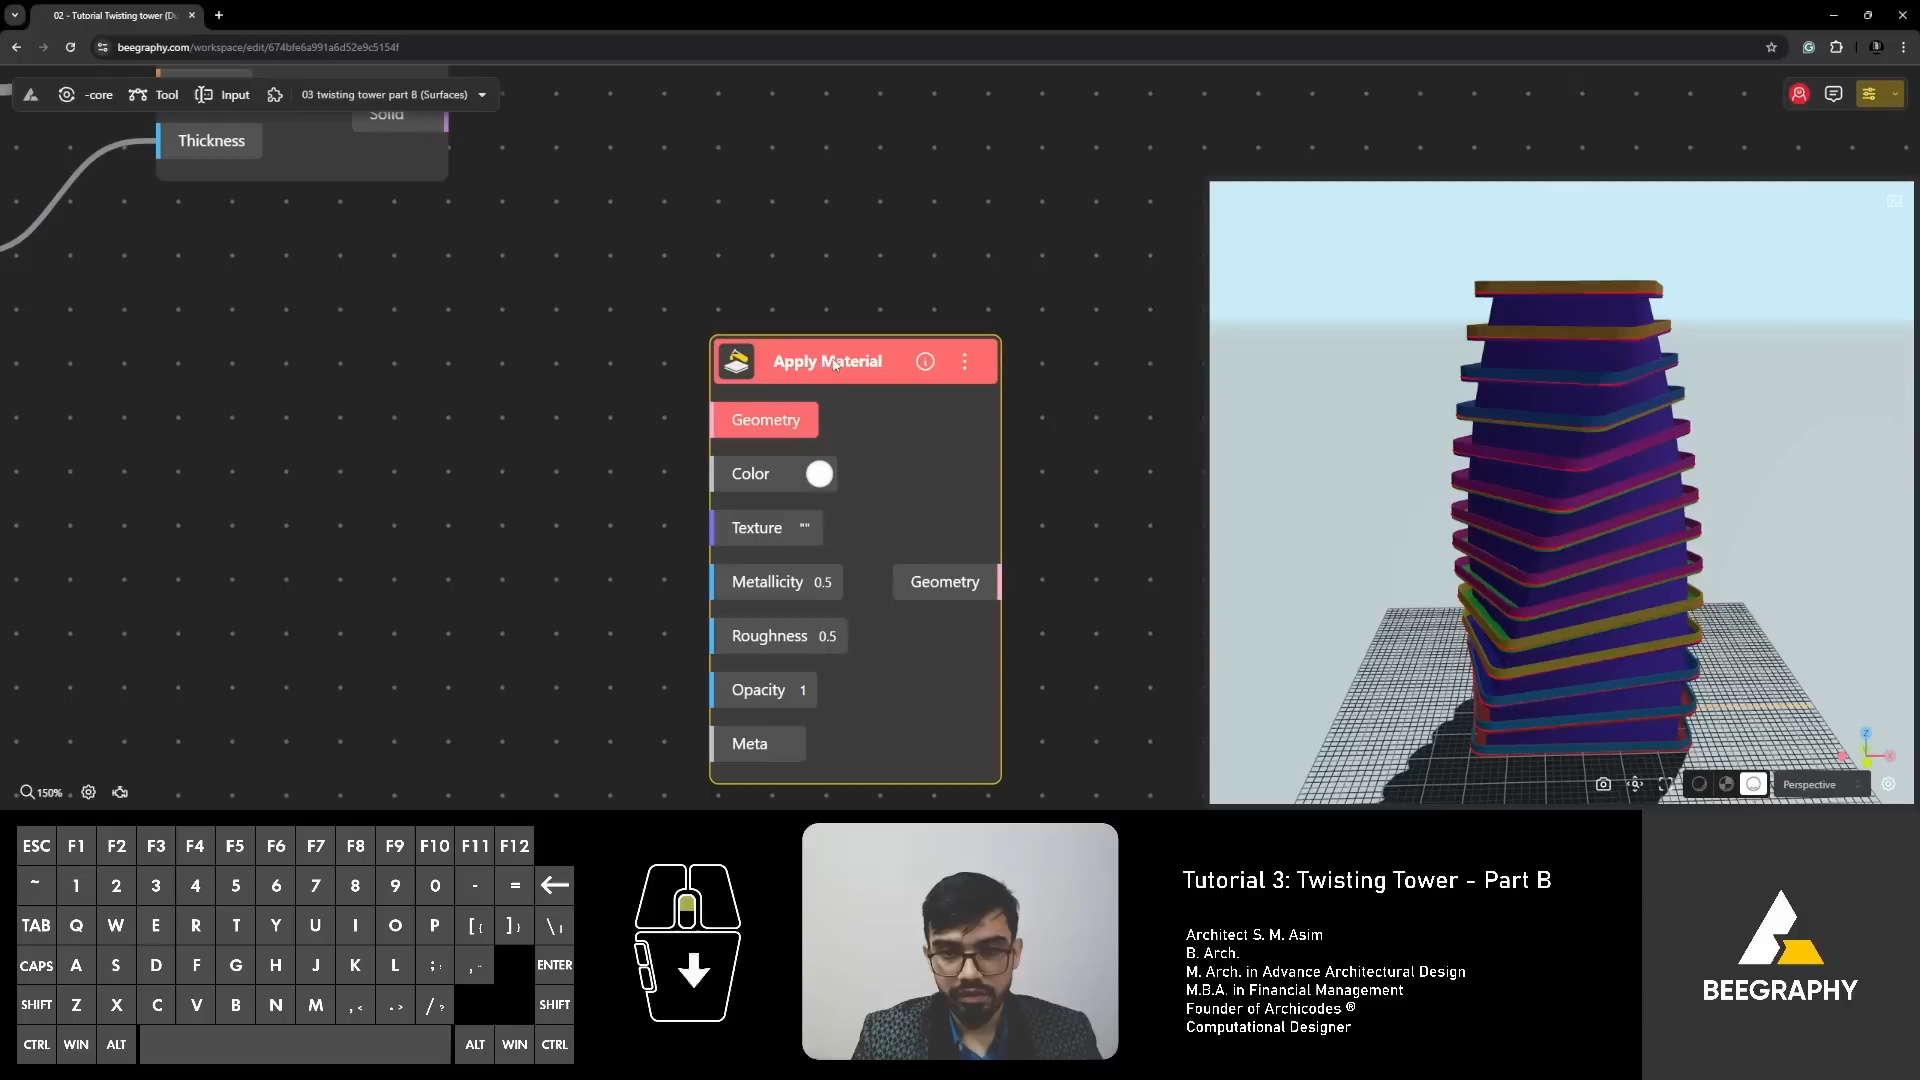 02 - Tutorial Twisting tower (Du
beegraphy.com/workspace/edit/674bfe6a991a6d52e9c5154f
-core Tool Input 03 twisting tower part B (Surfaces)
Solid
Thickness
Apply Material
Geometry
Color
Texture ""
Metallicity 0.5
Geometry
Roughness 0.5
Opacity 1
Meta
150%
Z
X
Perspective
ESC F1 F2 F3 F4 F5 F6 F7 F8 F9 F10 F11 F12
~ 1 2 3 4 5 6 7 8 9 0 - =
TAB Q W E R T Y U I O P [{ ]} \|
CAPS A S D F G H J K L ;: ENTER
SHIFT Z X C V B N M ,< .> /? SHIFT
CTRL WIN ALT ALT WIN CTRL
Tutorial 3: Twisting Tower - Part B
Architect S. M. Asim
B. Arch.
M. Arch. in Advance Architectural Design
M.B.A. in Financial Management
Founder of Archicodes ®
Computational Designer
BEEGRAPHY